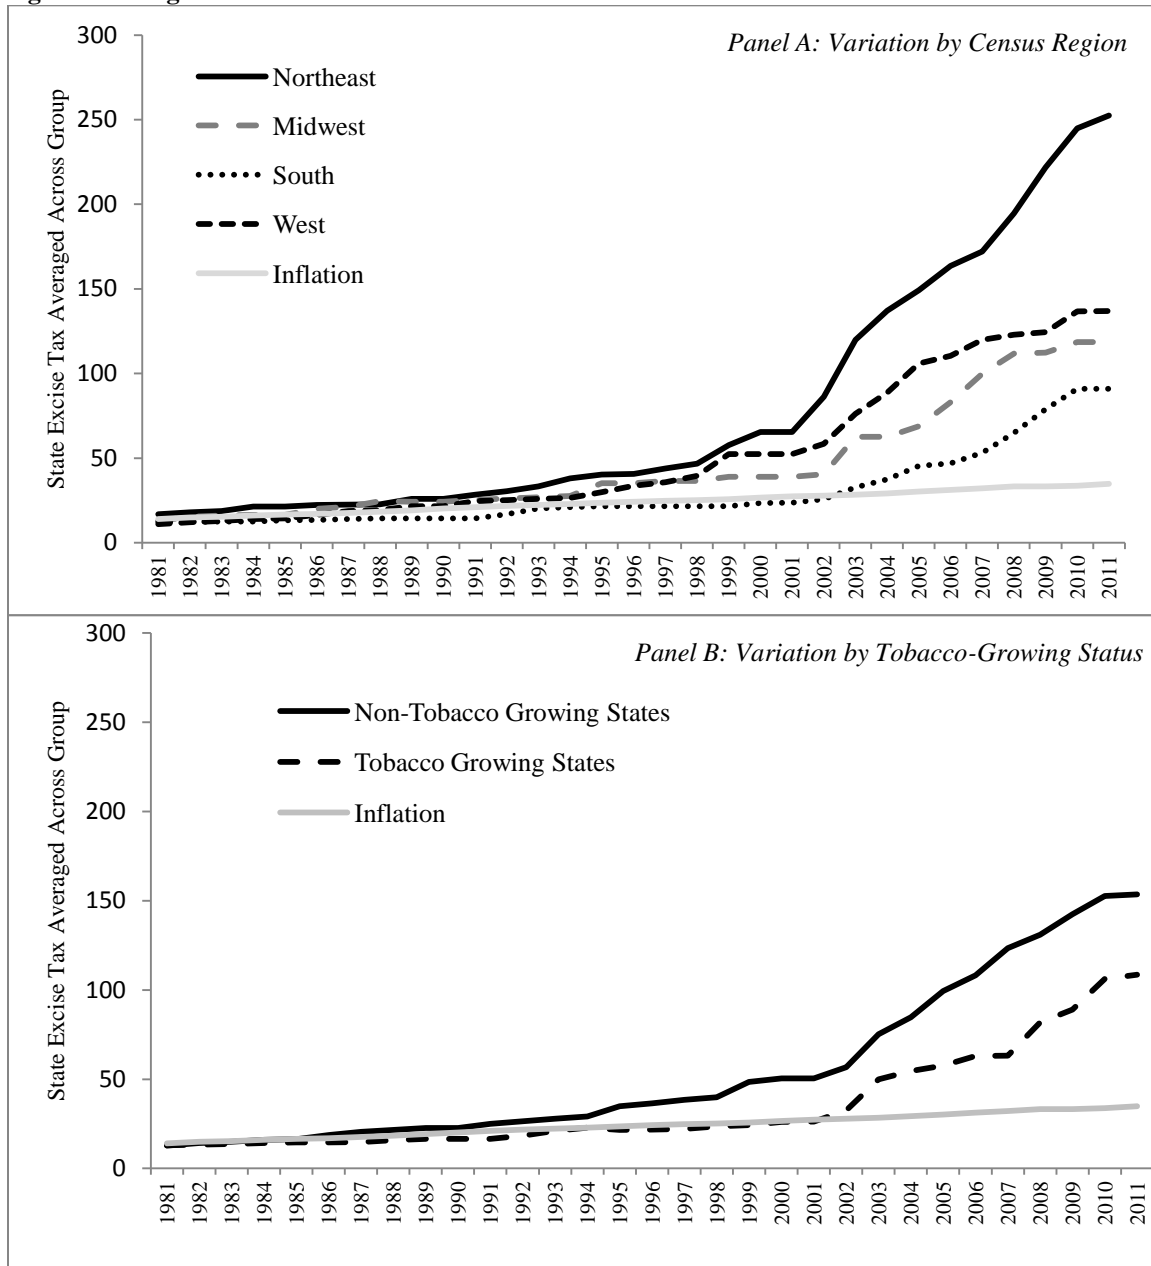 300
250
200
150
100
50
0
State Excise Tax Averaged Across Group
Panel A: Variation by Census Region
Northeast
Midwest
South
West
Inflation
1981 1982 1983 1984 1985 1986 1987 1988 1989 1990 1991 1992 1993 1994 1995 1996 1997 1998 1999 2000 2001 2002 2003 2004 2005 2006 2007 2008 2009 2010 2011
300
250
200
150
100
50
0
State Excise Tax Averaged Across Group
Panel B: Variation by Tobacco-Growing Status
Non-Tobacco Growing States
Tobacco Growing States
Inflation
1981 1982 1983 1984 1985 1986 1987 1988 1989 1990 1991 1992 1993 1994 1995 1996 1997 1998 1999 2000 2001 2002 2003 2004 2005 2006 2007 2008 2009 2010 2011